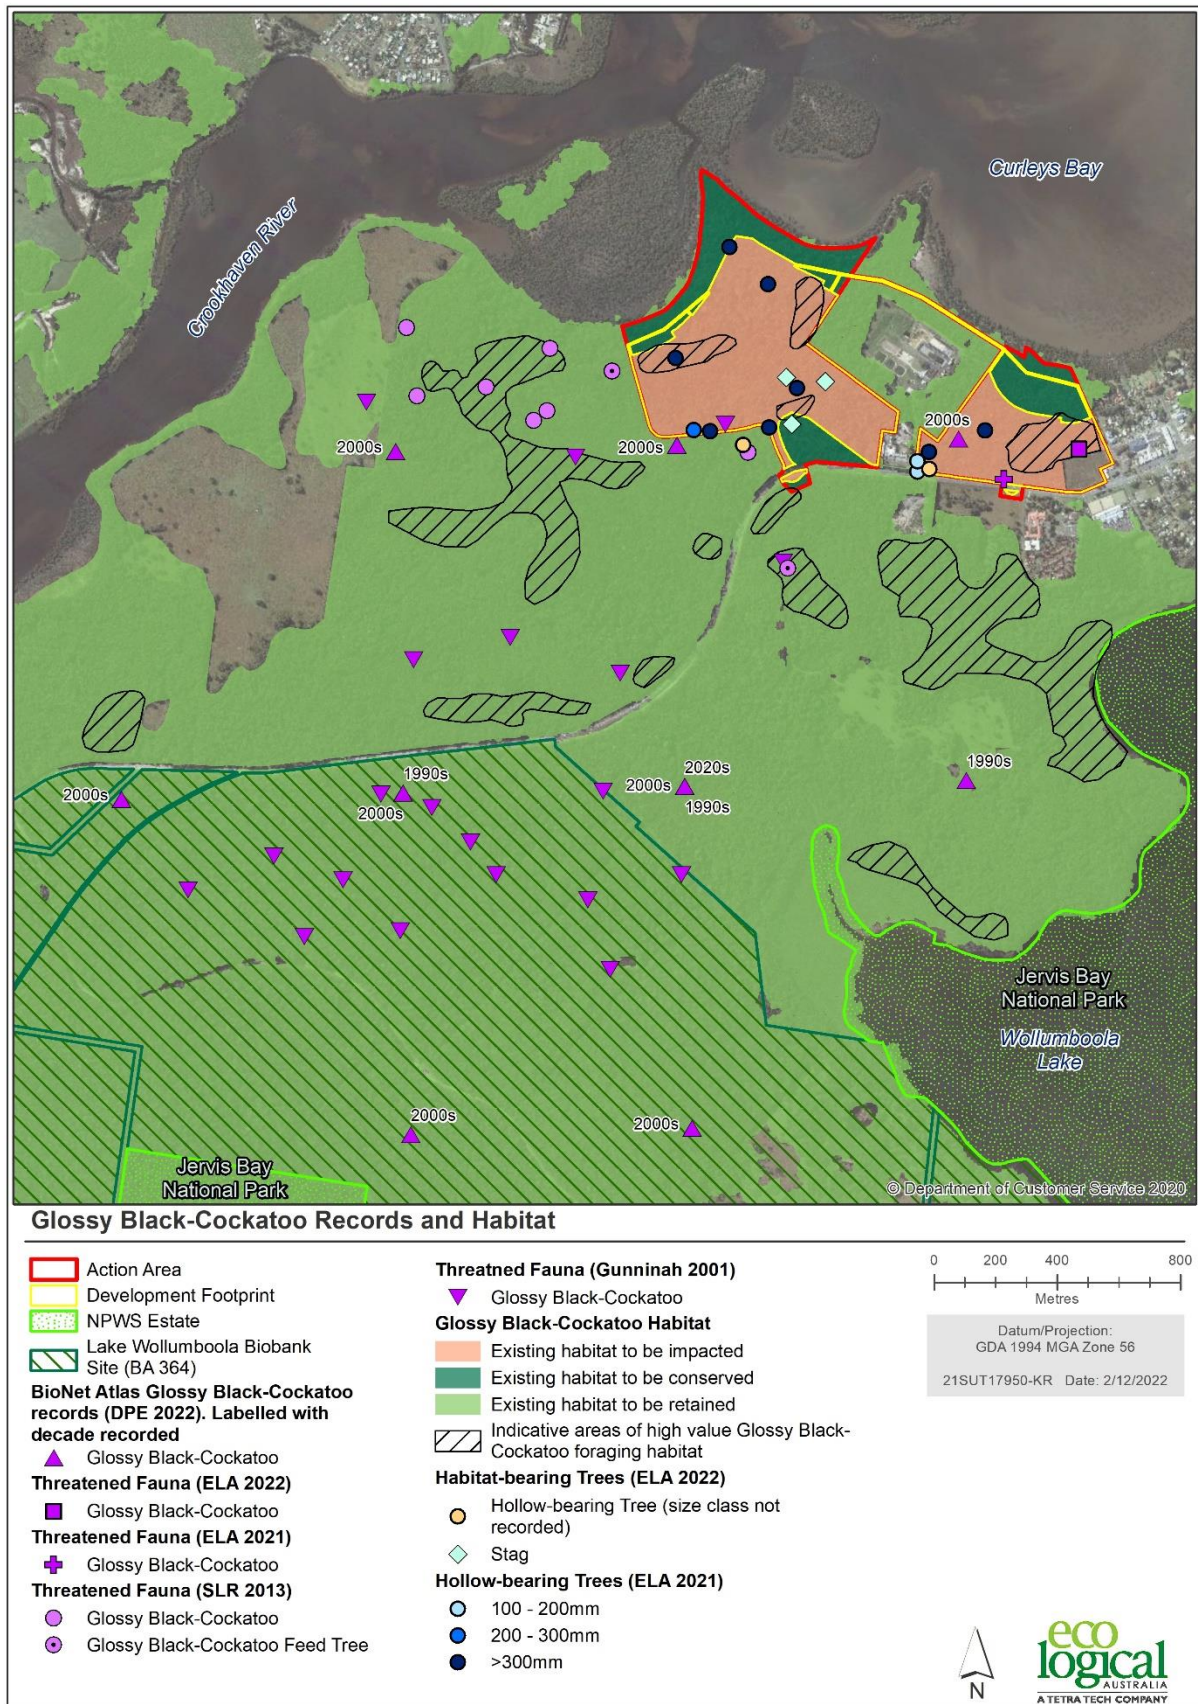 Curleys Bay
Crookhaven River
2000s
2000s
2000s
2000s
1990s
2000s
2000s
2020s
1990s
1990s
Jervis Bay
National Park
Wollumboola
Lake
2000s
2000s
Jervis Bay
National Park
© Department of Customer Service 2020
Glossy Black-Cockatoo Records and Habitat
Action Area
Development Footprint
NPWS Estate
Lake Wollumboola Biobank
Site (BA 364)
BioNet Atlas Glossy Black-Cockatoo
records (DPE 2022). Labelled with
decade recorded
Glossy Black-Cockatoo
Threatened Fauna (ELA 2022)
Glossy Black-Cockatoo
Threatened Fauna (ELA 2021)
Glossy Black-Cockatoo
Threatened Fauna (SLR 2013)
Glossy Black-Cockatoo
Glossy Black-Cockatoo Feed Tree
Threatned Fauna (Gunninah 2001)
Glossy Black-Cockatoo
Glossy Black-Cockatoo Habitat
Existing habitat to be impacted
Existing habitat to be conserved
Existing habitat to be retained
Indicative areas of high value Glossy Black-
Cockatoo foraging habitat
Habitat-bearing Trees (ELA 2022)
Hollow-bearing Tree (size class not
recorded)
Stag
Hollow-bearing Trees (ELA 2021)
100 - 200mm
200 - 300mm
>300mm
0 200 400 800
Metres
Datum/Projection:
GDA 1994 MGA Zone 56
21SUT17950-KR Date: 2/12/2022
N
eco
logical
AUSTRALIA
A TETRA TECH COMPANY